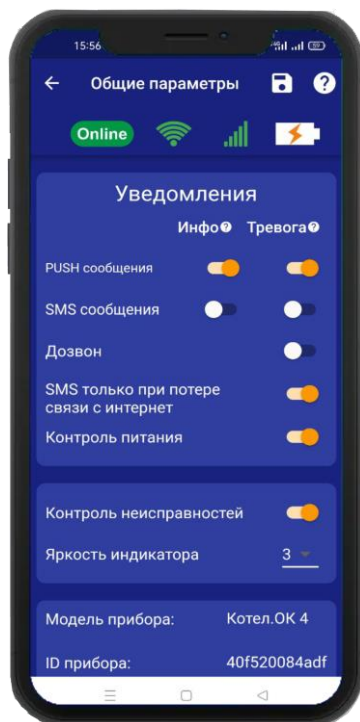 15:56
Общие параметры
Online
Уведомления
Инфо Тревога
PUSH сообщения
SMS сообщения
Дозвон
SMS только при потере
связи с интернет
Контроль питания
Контроль неисправностей
Яркость индикатора 3
Модель прибора: Котел.ОК 4
ID прибора: 40f520084adf